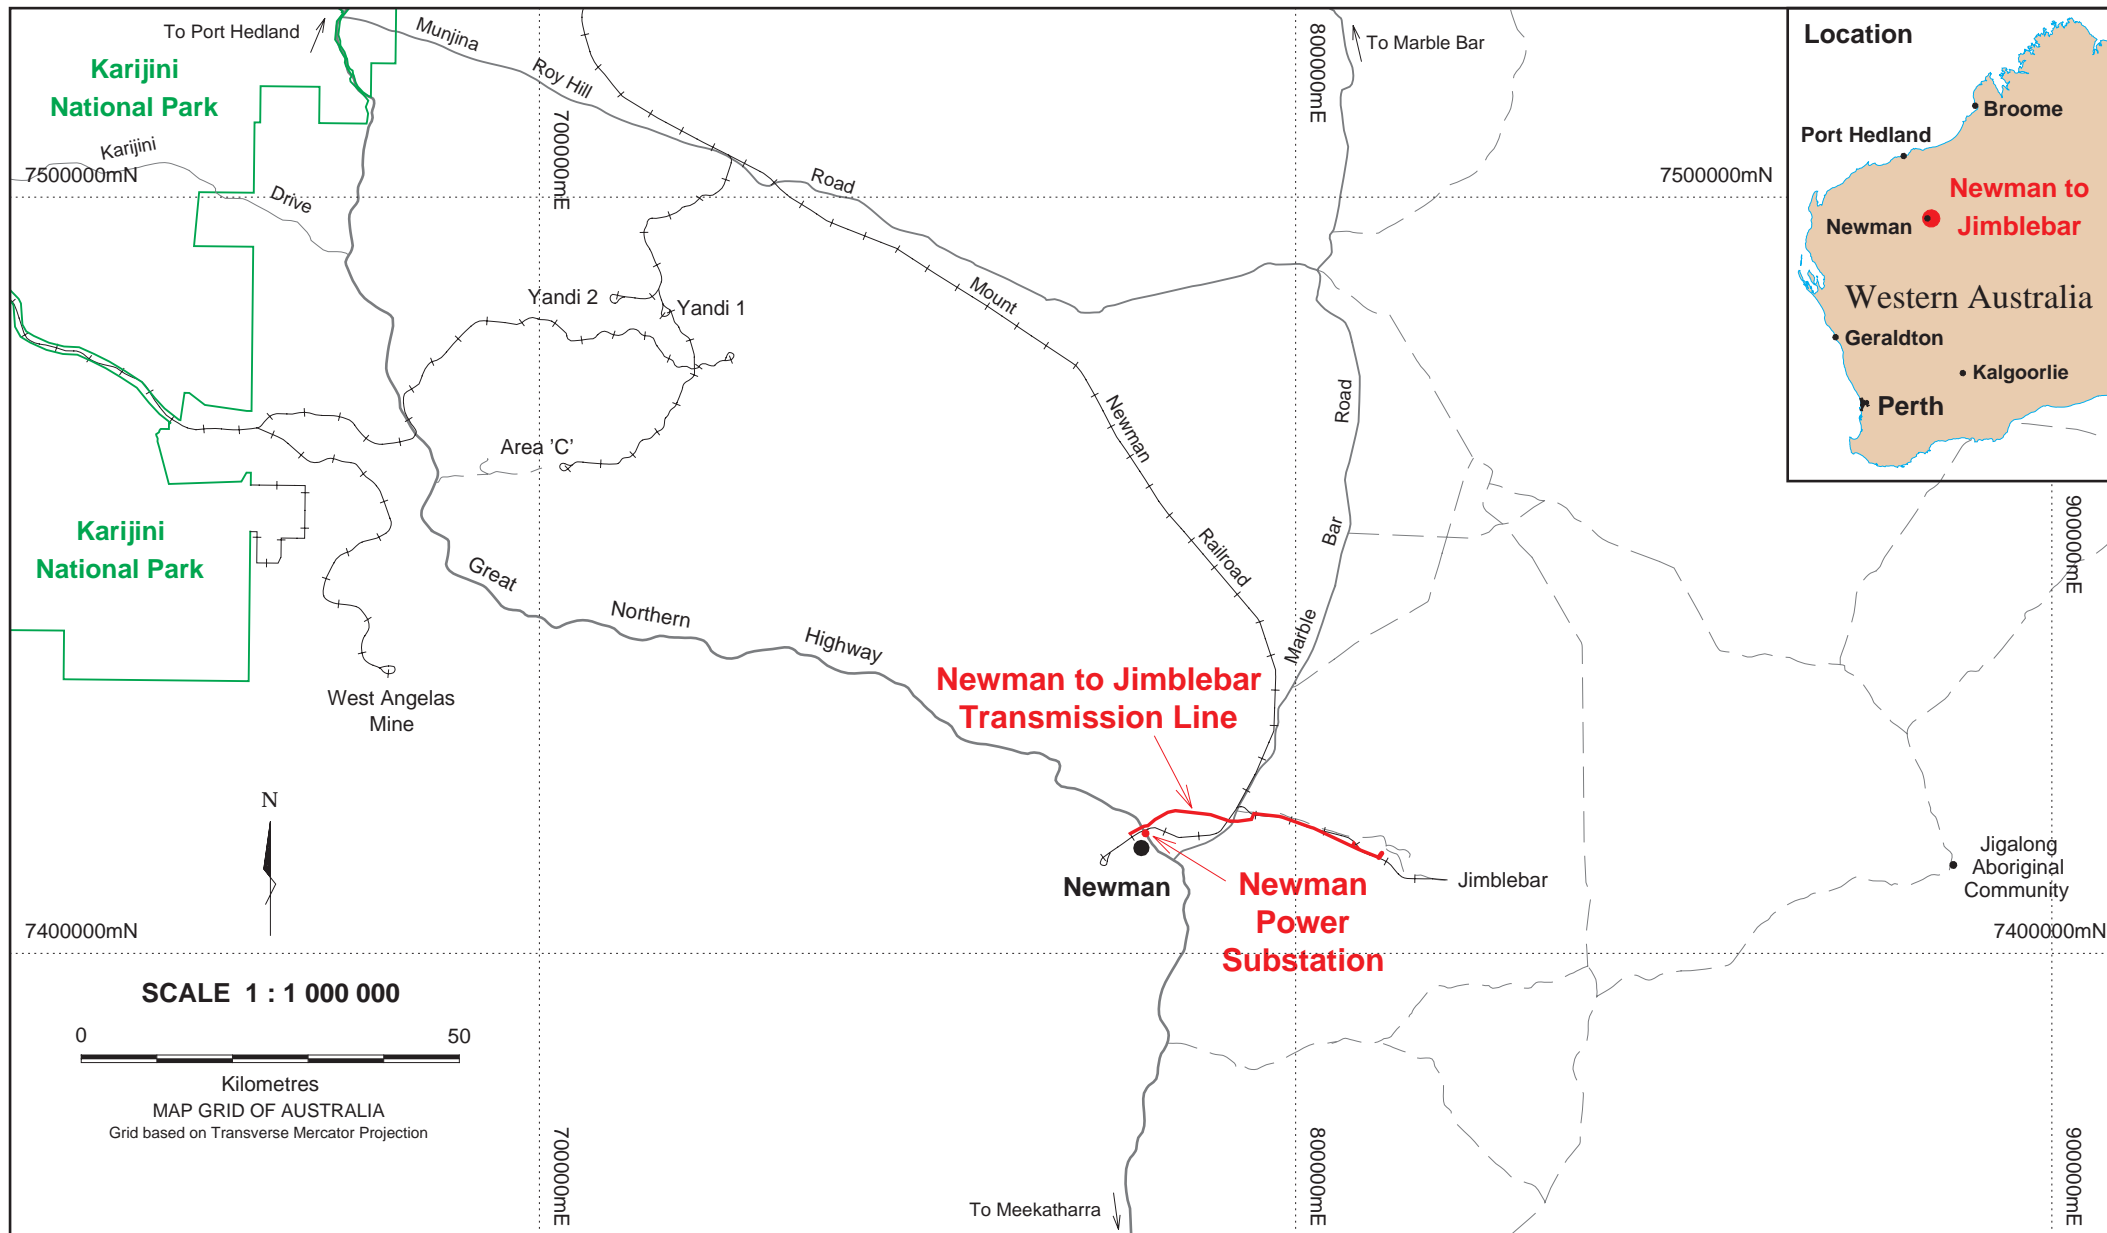 To Port Hedland
Munjina
Roy Hill
Road
Mount
Newman
Railroad
Karijini
National Park
Karijini
Drive
7500000mN
700000mE
800000mE
To Marble Bar
7500000mN
Location
Broome
Port Hedland
Newman to
Jimblebar
Newman
Western Australia
Geraldton
Kalgoorlie
Perth
Yandi 2
Yandi 1
Area 'C'
Karijini
National Park
West Angelas
Mine
Great
Northern
Highway
Road
Bar
Marble
900000mE
Newman to Jimblebar
Transmission Line
Newman
Newman
Power
Substation
Jimblebar
Jigalong
Aboriginal
Community
N
7400000mN
7400000mN
SCALE 1 : 1 000 000
0
50
Kilometres
MAP GRID OF AUSTRALIA
Grid based on Transverse Mercator Projection
700000mE
800000mE
900000mE
To Meekatharra